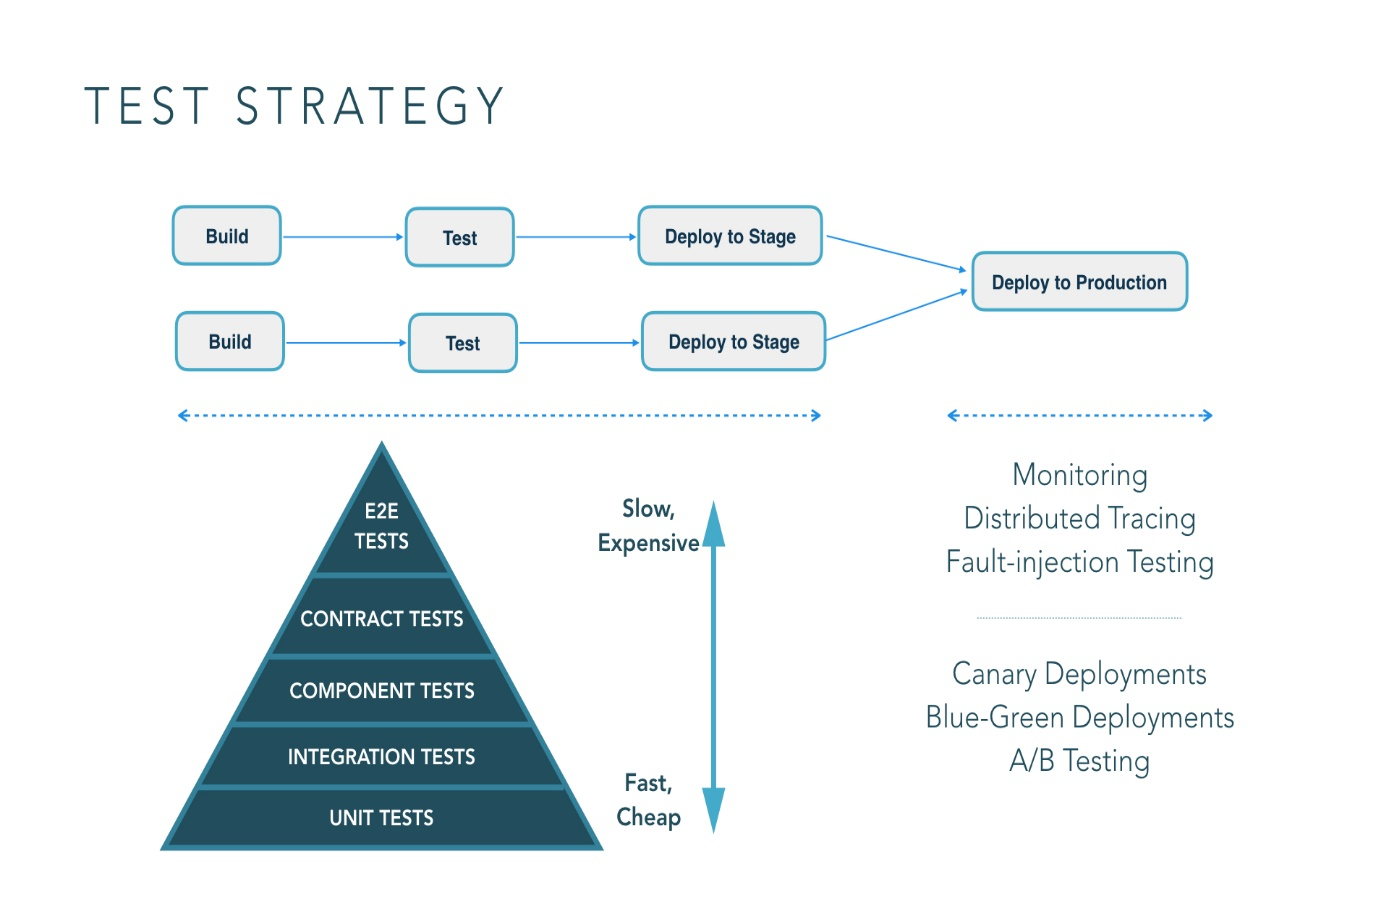 TEST STRATEGY
Build
Test
Deploy to Stage
Deploy to Production
Build
Test
Deploy to Stage
E2E
TESTS
CONTRACT TESTS
COMPONENT TESTS
INTEGRATION TESTS
UNIT TESTS
Slow,
Expensive
Fast,
Cheap
Monitoring
Distributed Tracing
Fault-injection Testing
Canary Deployments
Blue-Green Deployments
A/B Testing